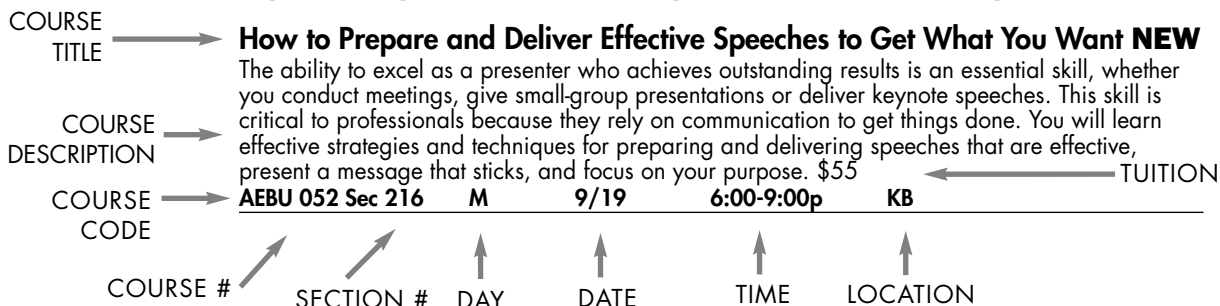 COURSE
TITLE
How to Prepare and Deliver Effective Speeches to Get What You Want NEW
The ability to excel as a presenter who achieves outstanding results is an essential skill, whether
you conduct meetings, give small-group presentations or deliver keynote speeches. This skill is
critical to professionals because they rely on communication to get things done. You will learn
effective strategies and techniques for preparing and delivering speeches that are effective,
present a message that sticks, and focus on your purpose. $55
COURSE
DESCRIPTION
TUITION
COURSE
CODE
AEBU 052 Sec 216 M 9/19 6:00-9:00p KB
COURSE # SECTION # DAY DATE TIME LOCATION